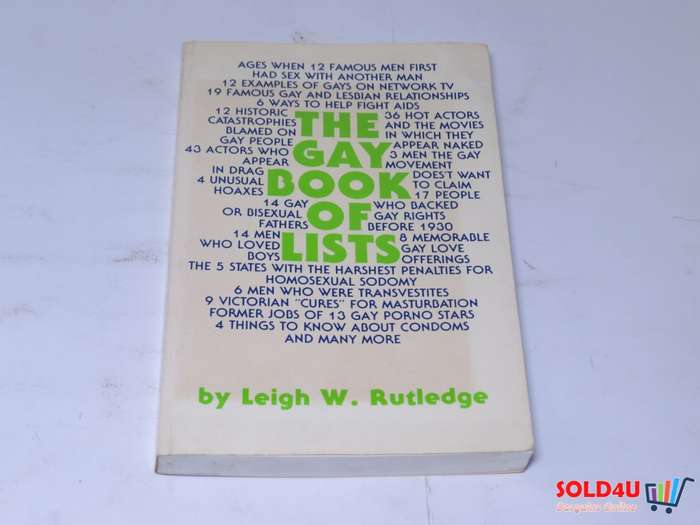 AGES WHEN 12 FAMOUS MEN FIRST
HAD SEX WITH ANOTHER MAN
12 EXAMPLES OF GAYS ON NETWORK TV
19 FAMOUS GAY AND LESBIAN RELATIONSHIPS
6 WAYS TO HELP FIGHT AIDS
12 HISTORIC
CATASTROPHIES
BLAMED ON
GAY PEOPLE
43 ACTORS WHO
APPEAR
IN DRAG
4 UNUSUAL
HOAXES
14 GAY
OR BISEXUAL
FATHERS
14 MEN
WHO LOVED
BOYS
THE
GAY
BOOK
OF
LISTS
36 HOT ACTORS
AND THE MOVIES
IN WHICH THEY
APPEAR NAKED
3 MEN THE GAY
MOVEMENT
DOES'T WANT
TO CLAIM
17 PEOPLE
WHO BACKED
GAY RIGHTS
BEFORE 1930
8 MEMORABLE
GAY LOVE
OFFERINGS
THE 5 STATES WITH THE HARSHEST PENALTIES FOR
HOMOSEXUAL SODOMY
6 MEN WHO WERE TRANSVESTITES
9 VICTORIAN "CURES" FOR MASTURBATION
FORMER JOBS OF 13 GAY PORNO STARS
4 THINGS TO KNOW ABOUT CONDOMS
AND MANY MORE
by Leigh W. Rutledge
SOLD4U
Bargains Online